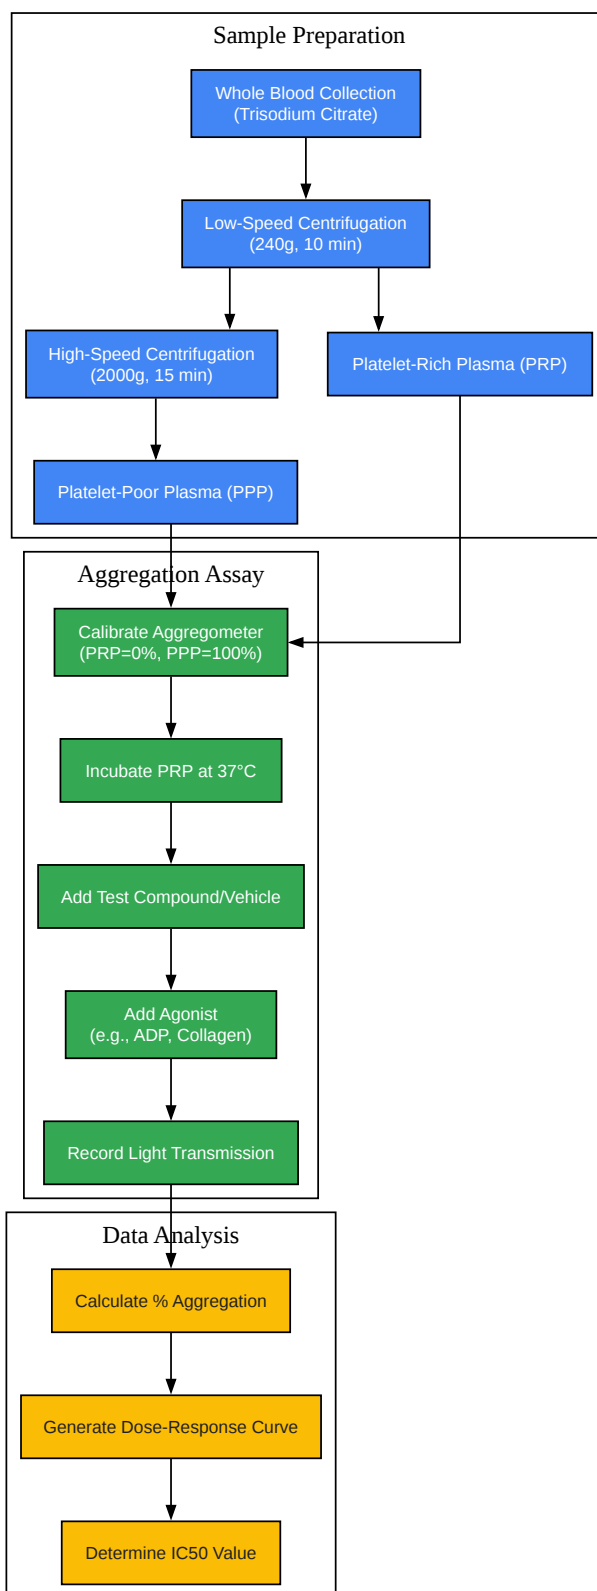 Sample Preparation
Whole Blood Collection
(Trisodium Citrate)
Low-Speed Centrifugation
(240g, 10 min)
High-Speed Centrifugation
(2000g, 15 min)
Platelet-Rich Plasma (PRP)
Platelet-Poor Plasma (PPP)
Aggregation Assay
Calibrate Aggregometer
(PRP=0%, PPP=100%)
Incubate PRP at 37°C
Add Test Compound/Vehicle
Add Agonist
(e.g., ADP, Collagen)
Record Light Transmission
Data Analysis
Calculate % Aggregation
Generate Dose-Response Curve
Determine IC50 Value